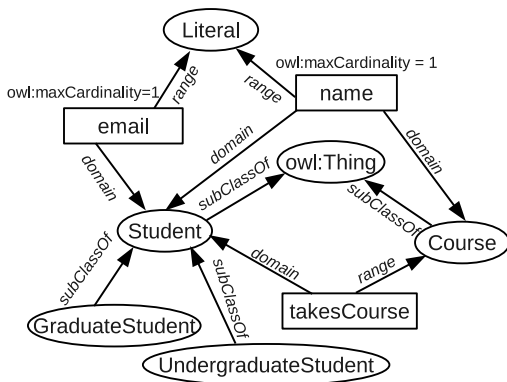 Literal
owl:maxCardinality = 1
owl:maxCardinality=1
range
range
name
email
domain
domain
domain
owl:Thing
subClassOf
subClassOf
Student
Course
domain
range
subClassOf
subClassOf
takesCourse
GraduateStudent
UndergraduateStudent